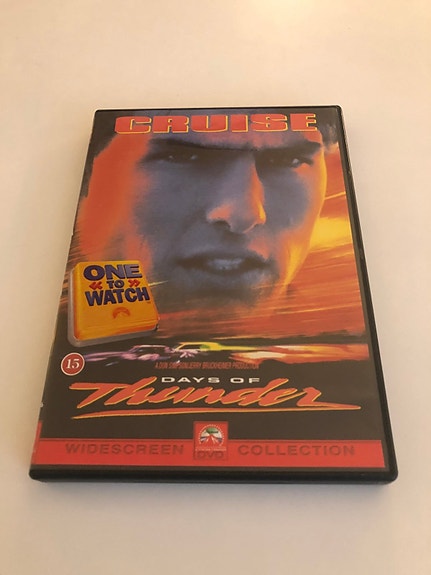 CRUISE
ONE
« TO »
WATCH
15
A DON SIMPSON/JERRY BRUCKHEIMER PRODUCTION
DAYS OF
Thunder
WIDESCREEN DVD COLLECTION